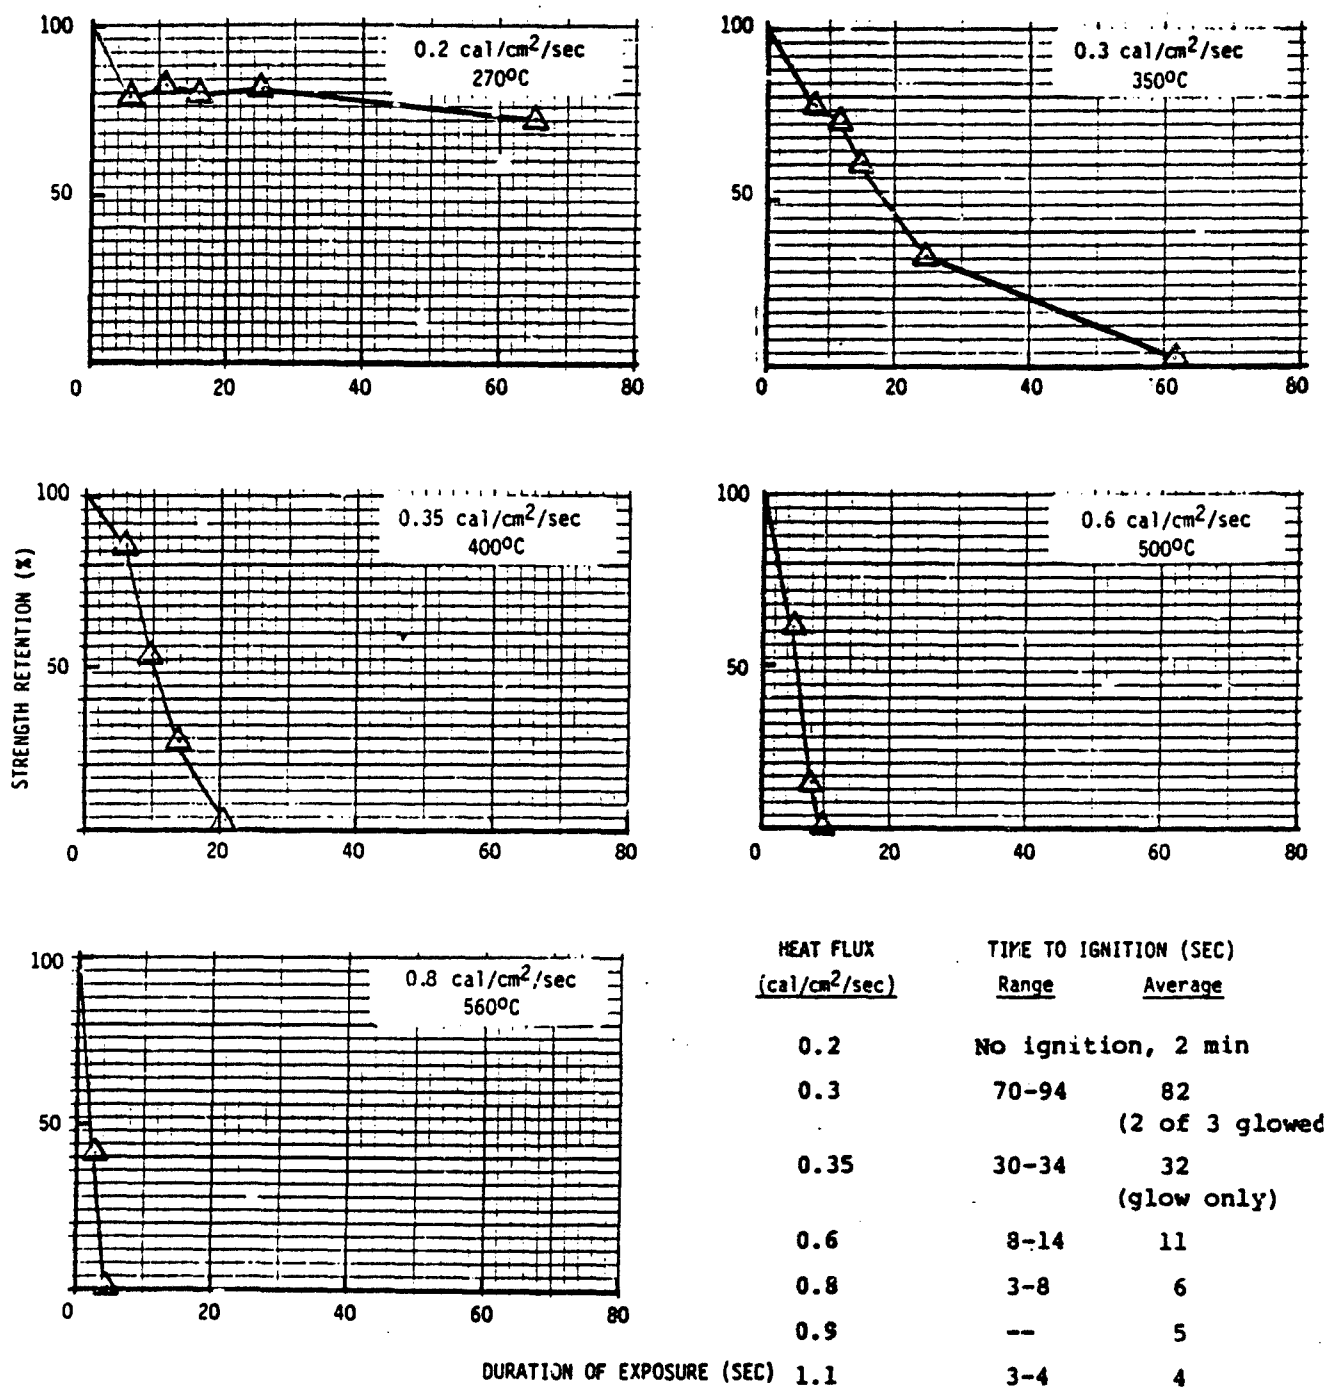 100
0.2 cal/cm²/sec
270°C
50
0 20 40 60 80
100
0.3 cal/cm²/sec
350°C
50
0 20 40 60 80
STRENGTH RETENTION (%)
100
0.35 cal/cm²/sec
400°C
50
0 20 40 60 80
100
0.6 cal/cm²/sec
500°C
50
0 20 40 60 80
100
0.8 cal/cm²/sec
560°C
50
0 20 40 60 80
DURATION OF EXPOSURE (SEC)
HEAT FLUX TIME TO IGNITION (SEC)
(cal/cm²/sec) Range Average
0.2 No ignition, 2 min
0.3 70-94 82
(2 of 3 glowed
0.35 30-34 32
(glow only)
0.6 8-14 11
0.8 3-8 6
0.9 -- 5
1.1 3-4 4